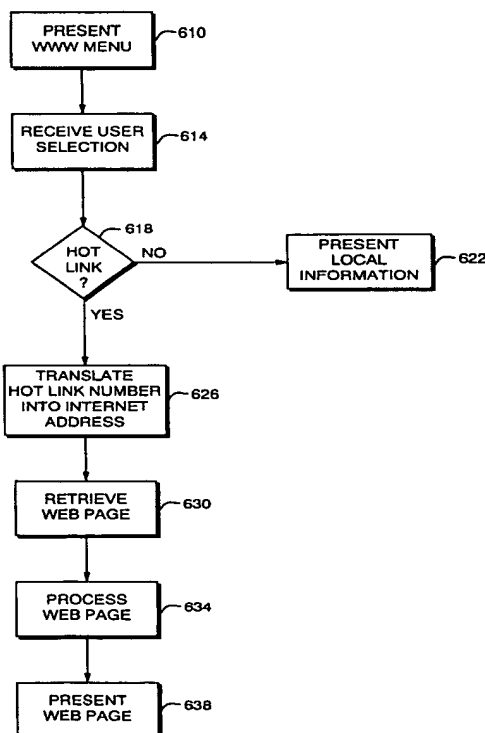 PRESENT
WWW MENU
610
RECEIVE USER
SELECTION
614
618
HOT
LINK
?
NO
PRESENT
LOCAL
INFORMATION
622
YES
TRANSLATE
HOT LINK NUMBER
INTO INTERNET
ADDRESS
626
RETRIEVE
WEB PAGE
630
PROCESS
WEB PAGE
634
PRESENT
WEB PAGE
638